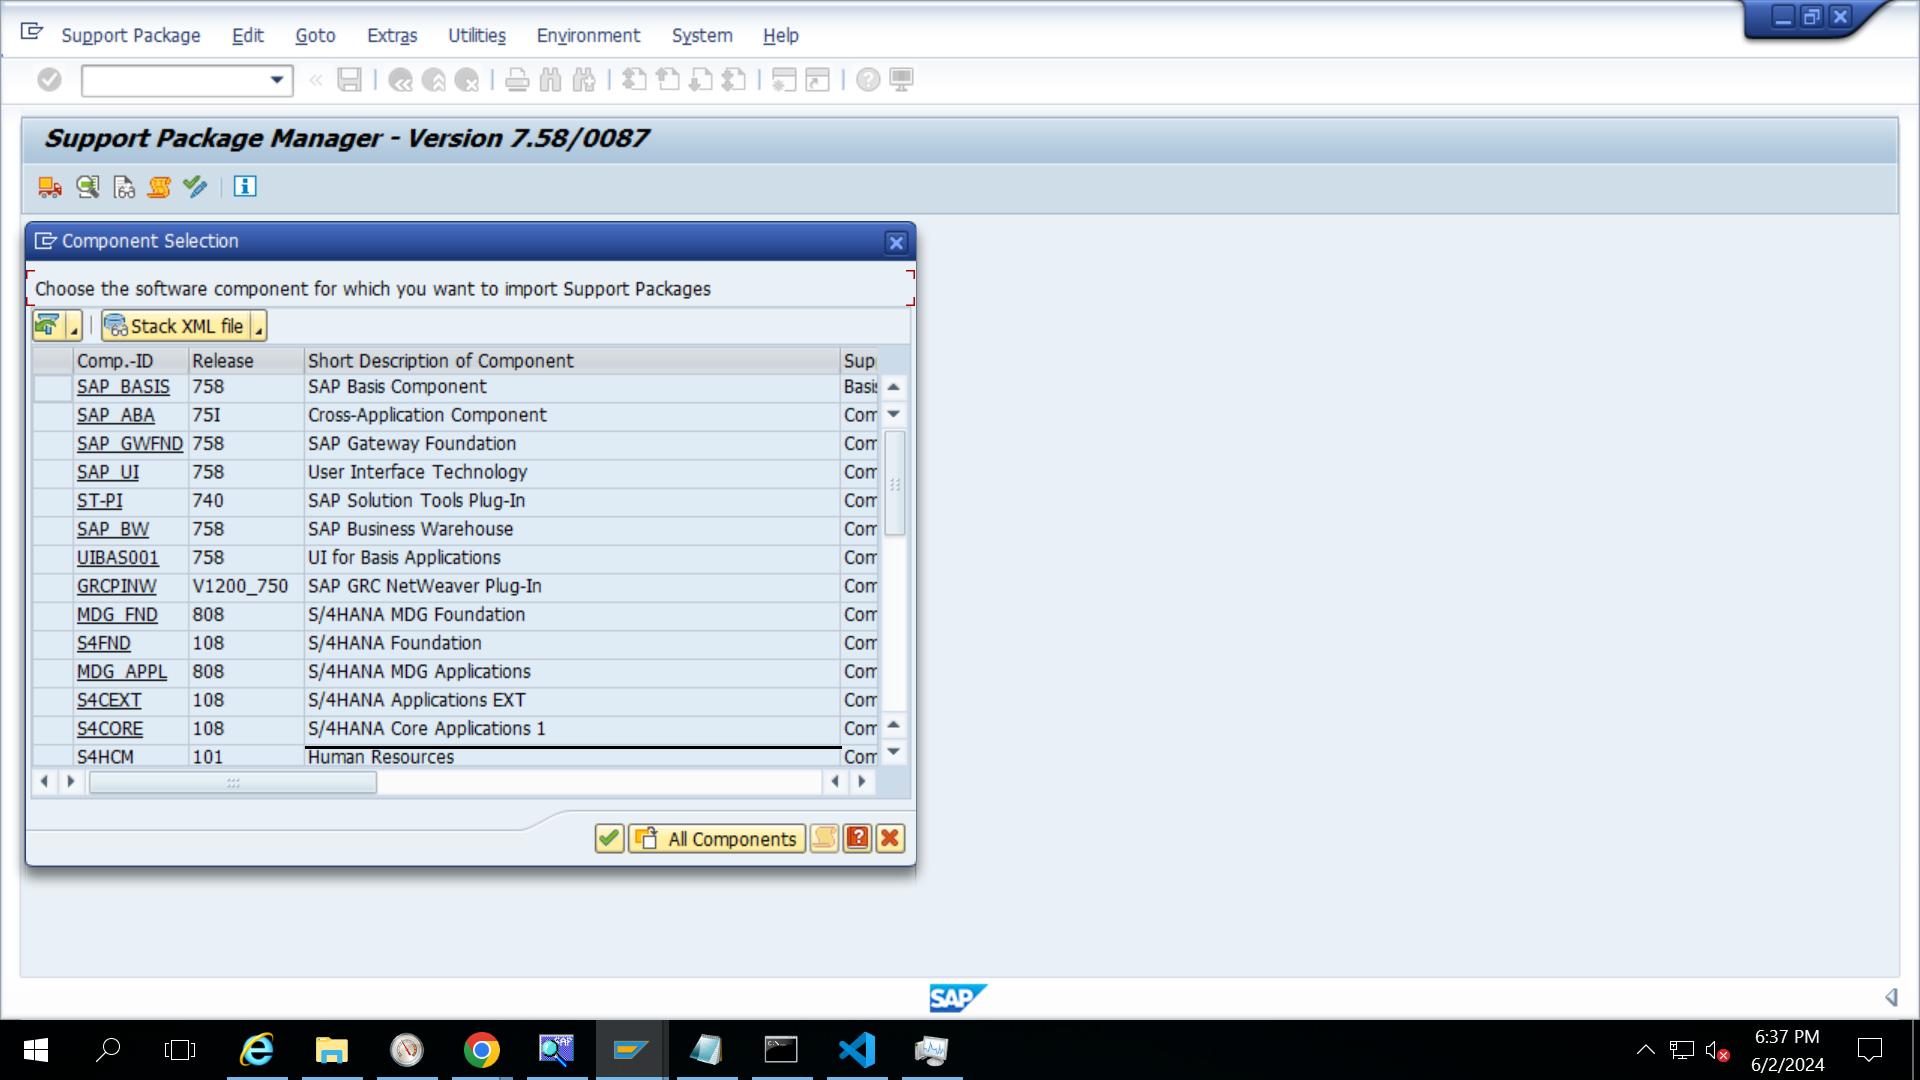 Support Package Edit Goto Extras Utilities Environment System Help
Support Package Manager - Version 7.58/0087
Component Selection
Choose the software component for which you want to import Support Packages
Stack XML file
Comp.-ID Release Short Description of Component Sup
SAP_BASIS 758 SAP Basis Component Basis
SAP_ABA 75I Cross-Application Component Com
SAP_GWFND 758 SAP Gateway Foundation Com
SAP_UI 758 User Interface Technology Com
ST-PI 740 SAP Solution Tools Plug-In Com
SAP_BW 758 SAP Business Warehouse Com
UIBAS001 758 UI for Basis Applications Com
GRCPINW V1200_750 SAP GRC NetWeaver Plug-In Com
MDG_FND 808 S/4HANA MDG Foundation Com
S4FND 108 S/4HANA Foundation Com
MDG_APPL 808 S/4HANA MDG Applications Com
S4CEXT 108 S/4HANA Applications EXT Com
S4CORE 108 S/4HANA Core Applications 1 Com
S4HCM 101 Human Resources Com
All Components
SAP
SAP
6:37 PM
6/2/2024